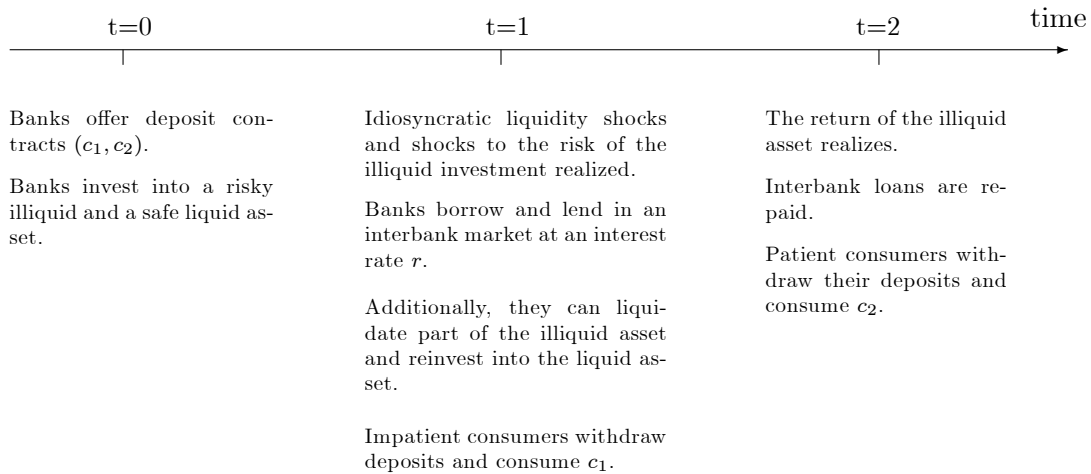 t=0
t=1
t=2
time
Banks offer deposit con-
tracts (c₁, c₂).
Banks invest into a risky
illiquid and a safe liquid as-
set.
Idiosyncratic liquidity shocks
and shocks to the risk of the
illiquid investment realized.
Banks borrow and lend in an
interbank market at an interest
rate r.
Additionally, they can liqui-
date part of the illiquid asset
and reinvest into the liquid as-
set.
Impatient consumers withdraw
deposits and consume c₁.
The return of the illiquid
asset realizes.
Interbank loans are re-
paid.
Patient consumers with-
draw their deposits and
consume c₂.